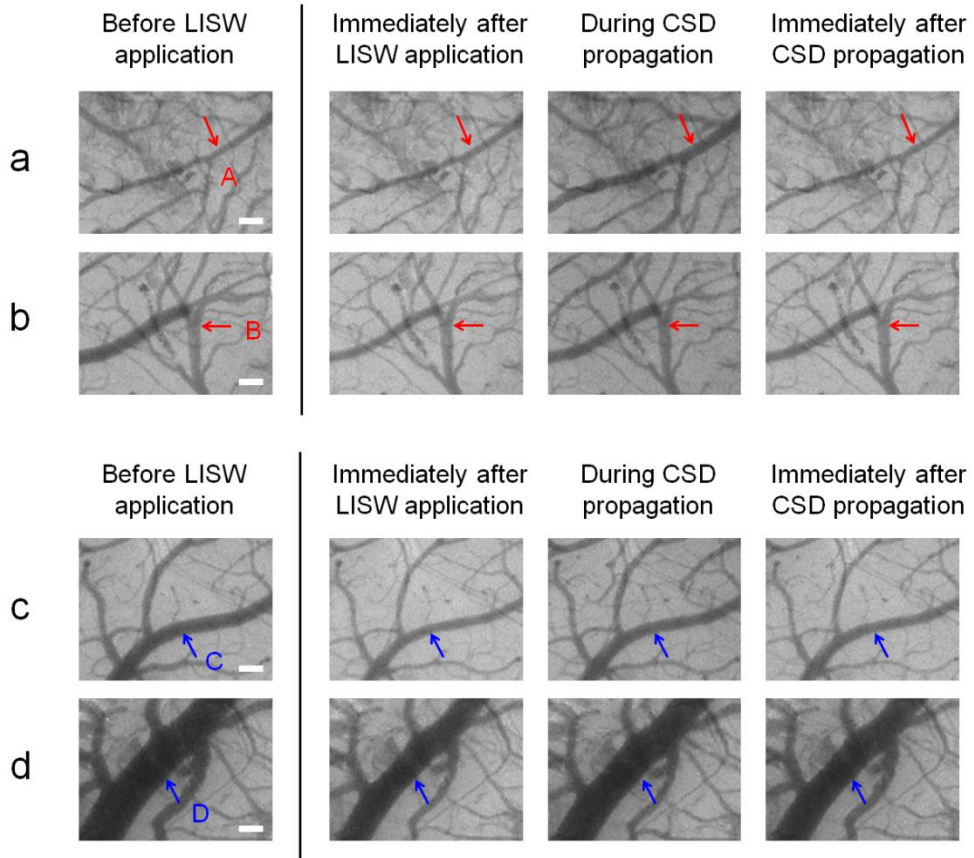 Before LISW
application
Immediately after
LISW application
During CSD
propagation
Immediately after
CSD propagation
a
A
b
B
Before LISW
application
Immediately after
LISW application
During CSD
propagation
Immediately after
CSD propagation
c
C
d
D